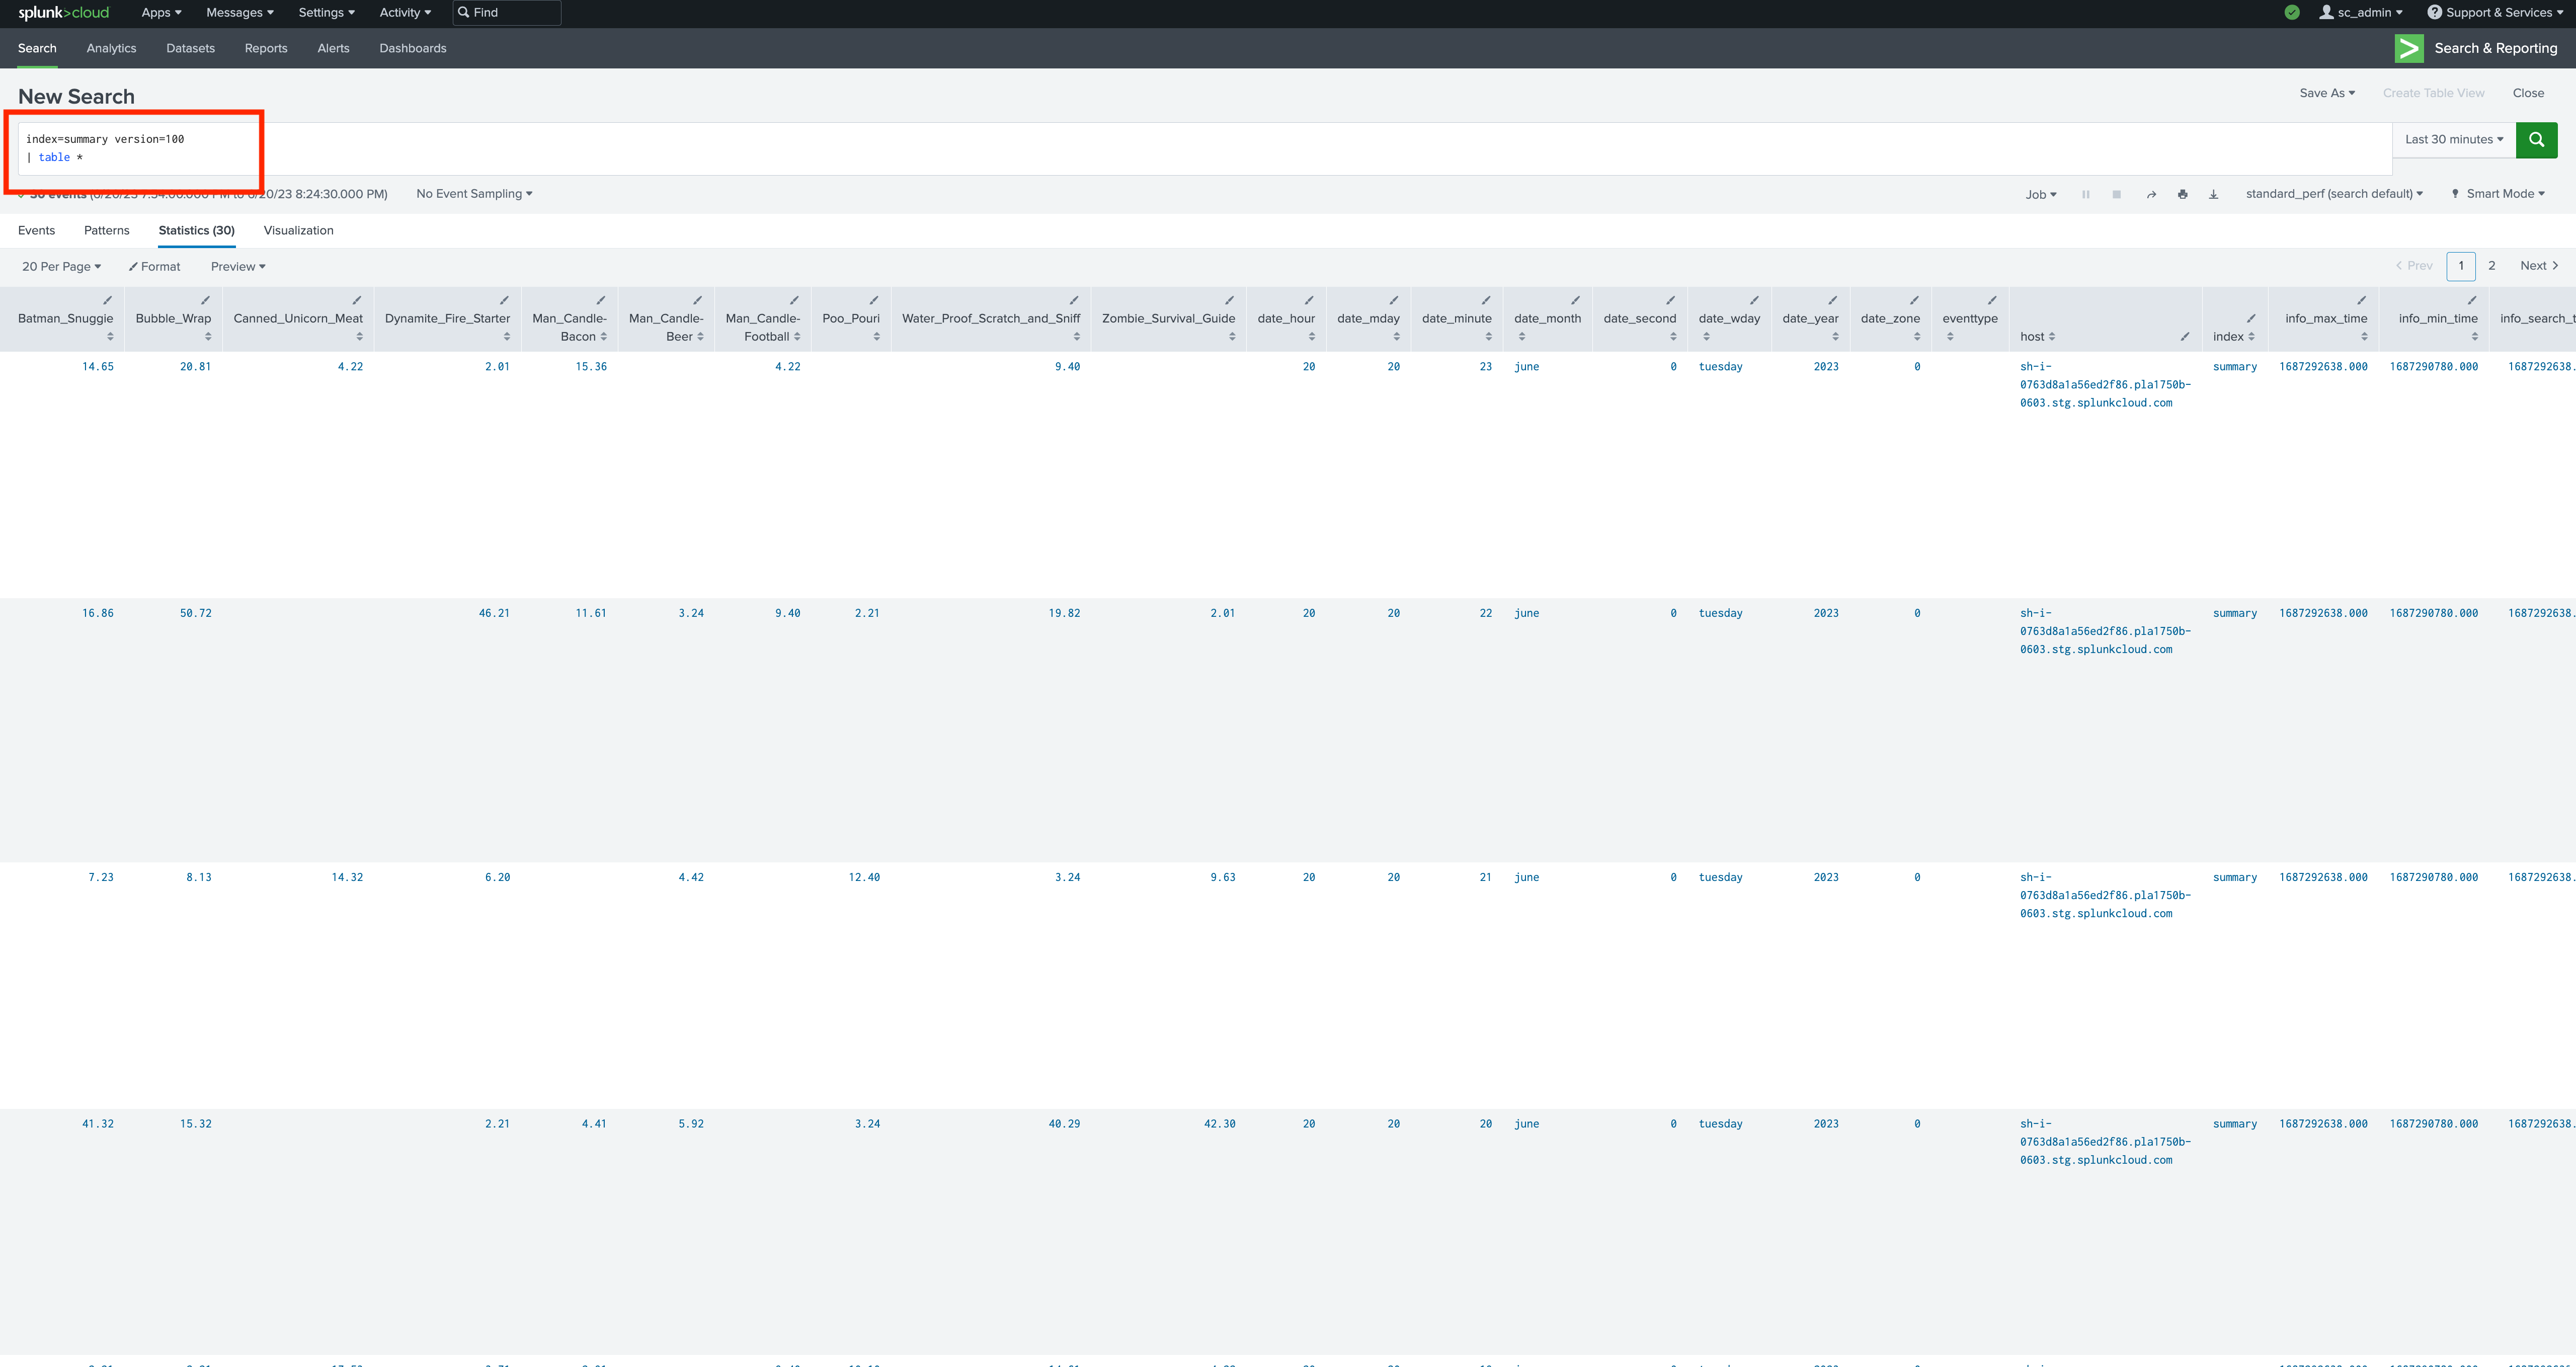 splunk>cloud Apps Messages Settings Activity Find sc_admin Support & Services
Search Analytics Datasets Reports Alerts Dashboards Search & Reporting
New Search Save As Create Table View Close
index=summary version=100
| table *
Last 30 minutes
/20/23 8:24:30.000 PM) No Event Sampling Job standard_perf (search default) Smart Mode
Events Patterns Statistics (30) Visualization
20 Per Page Format Preview Prev 1 2 Next
Batman_Snuggie Bubble_Wrap Canned_Unicorn_Meat Dynamite_Fire_Starter Man_Candle- Man_Candle- Man_Candle- Poo_Pouri Water_Proof_Scratch_and_Sniff Zombie_Survival_Guide date_hour date_mday date_minute date_month date_second date_wday date_year date_zone eventtype info_max_time info_min_time info_search_t
Bacon Beer Football host index
14.65 20.81 4.22 2.01 15.36 4.22 9.40 20 20 23 june 0 tuesday 2023 0 sh-i- summary 1687292638.000 1687290780.000 1687292638.
0763d8a1a56ed2f86.pla1750b-
0603.stg.splunkcloud.com
16.86 50.72 46.21 11.61 3.24 9.40 2.21 19.82 2.01 20 20 22 june 0 tuesday 2023 0 sh-i- summary 1687292638.000 1687290780.000 1687292638.
0763d8a1a56ed2f86.pla1750b-
0603.stg.splunkcloud.com
7.23 8.13 14.32 6.20 4.42 12.40 3.24 9.63 20 20 21 june 0 tuesday 2023 0 sh-i- summary 1687292638.000 1687290780.000 1687292638.
0763d8a1a56ed2f86.pla1750b-
0603.stg.splunkcloud.com
41.32 15.32 2.21 4.41 5.92 3.24 40.29 42.30 20 20 20 june 0 tuesday 2023 0 sh-i- summary 1687292638.000 1687290780.000 1687292638.
0763d8a1a56ed2f86.pla1750b-
0603.stg.splunkcloud.com